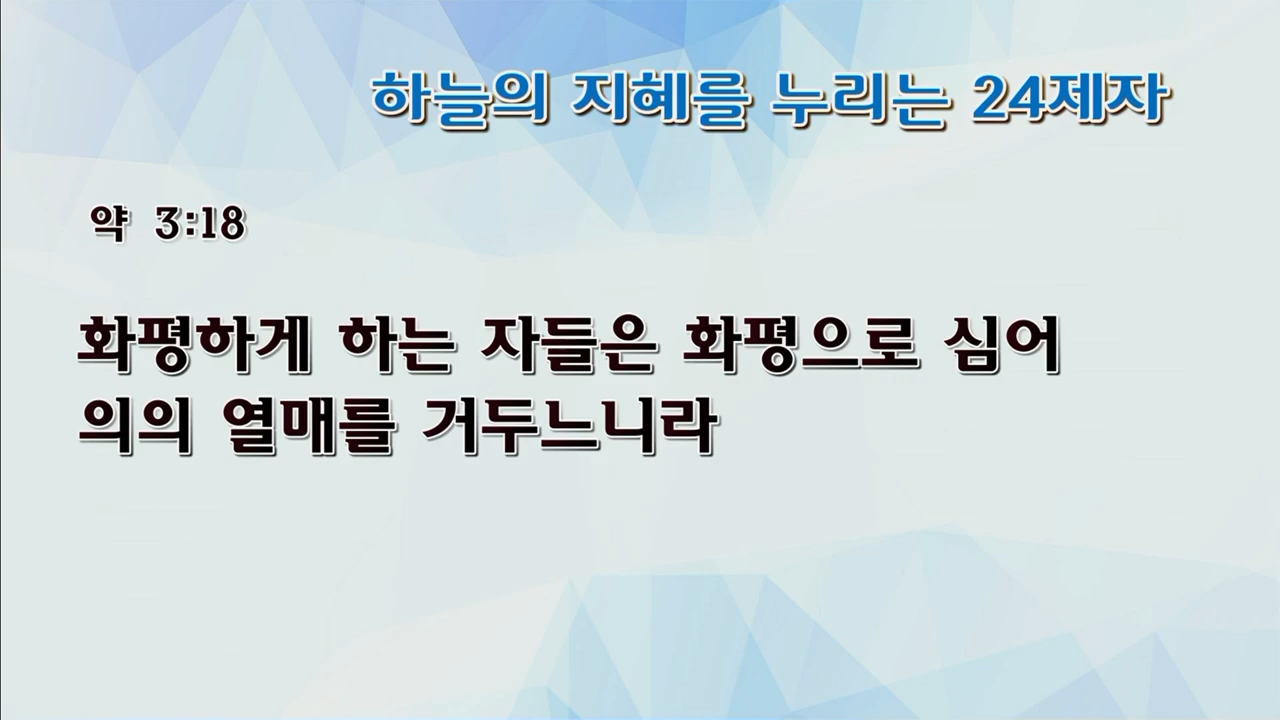 하늘의 지혜를 누리는 24제자
약 3:18
화평하게 하는 자들은 화평으로 심어
의의 열매를 거두느니라